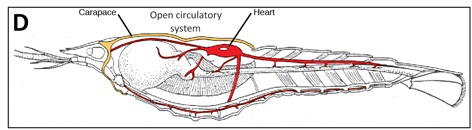 D
Carapace
Open circulatory
system
Heart